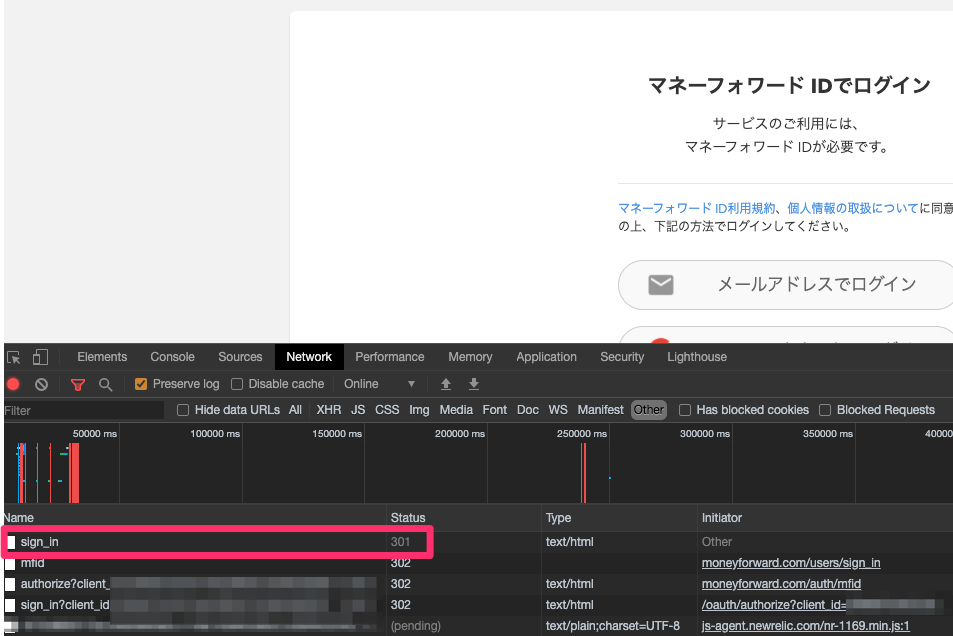 マネーフォワード IDでログイン
サービスのご利用には、
マネーフォワード IDが必要です。
マネーフォワード ID利用規約、個人情報の取扱についてに同意
の上、下記の方法でログインしてください。
メールアドレスでログイン
Elements Console Sources Network Performance Memory Application Security Lighthouse
Preserve log Disable cache Online
Filter Hide data URLs All XHR JS CSS Img Media Font Doc WS Manifest Other Has blocked cookies Blocked Requests
50000 ms 100000 ms 150000 ms 200000 ms 250000 ms 300000 ms 350000 ms 40000
Name Status Type Initiator
sign_in 301 text/html Other
mfid 302 moneyforward.com/users/sign_in
authorize?client_ 302 text/html moneyforward.com/auth/mfid
sign_in?client_id 302 text/html /oauth/authorize?client_id=
(pending) text/plain;charset=UTF-8 js-agent.newrelic.com/nr-1169.min.js:1